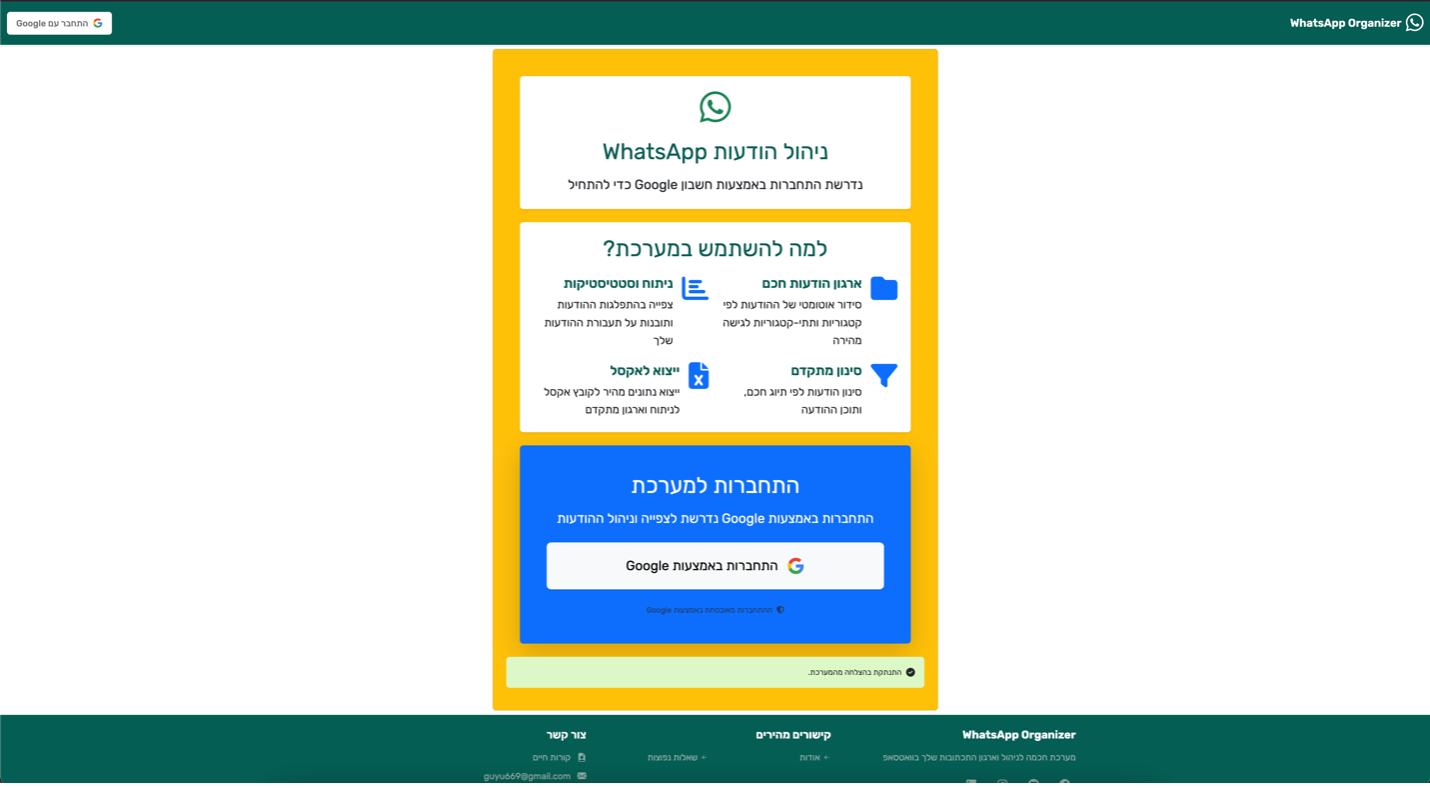 WhatsApp Organizer
התחבר עם Google
ניהול הודעות WhatsApp
נדרשת התחברות באמצעות חשבון Google כדי להתחיל
למה להשתמש במערכת?
ארגון הודעות חכם
סידור אוטומטי של ההודעות לפי
קטגוריות ותתי-קטגוריות לגישה
מהירה
ניתוח וסטטיסטיקות
צפייה בהתפלגות ההודעות
ותובנות על תעבורת ההודעות
שלך
סינון מתקדם
סינון הודעות לפי תיוג חכם,
ותוכן ההודעה
ייצוא לאקסל
ייצוא נתונים מהיר לקובץ אקסל
לניתוח וארגון מתקדם
התחברות למערכת
התחברות באמצעות Google נדרשת לצפייה וניהול ההודעות
התחברות באמצעות Google
ההתחברות מאובטחת באמצעות Google
התנתקת בהצלחה מהמערכת.
WhatsApp Organizer
מערכת חכמה לניהול וארגון התכתבויות שלך בוואטסאפ
קישורים מהירים
אודות
שאלות נפוצות
צור קשר
קורות חיים
guyu669@gmail.com